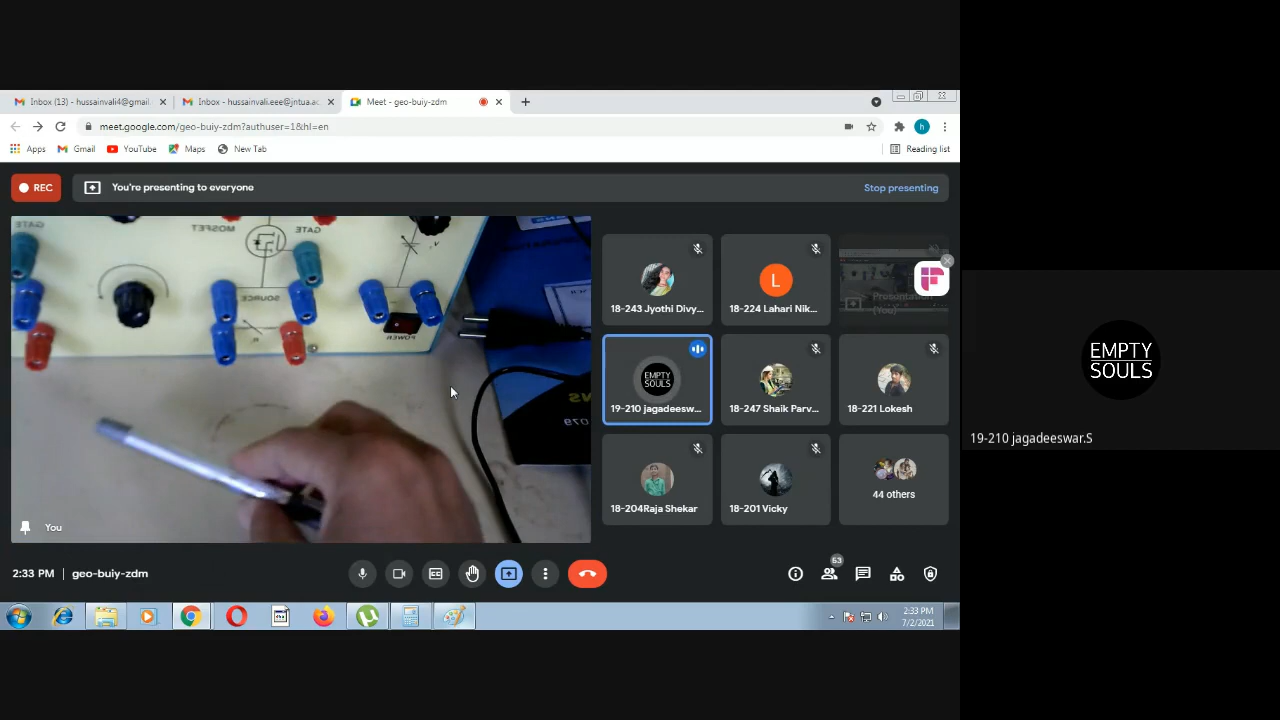 Inbox (13) - hussainvali4@gmail.
Inbox - hussainvali.eee@jntua.ac
Meet - geo-buiy-zdm
meet.google.com/geo-buiy-zdm?authuser=1&hl=en
Apps
Gmail
YouTube
Maps
New Tab
Reading list
REC
You're presenting to everyone
Stop presenting
GATE
MOSFET
GATE
SOURCE
R
POWER
079
You
18-243 Jyothi Divy...
18-224 Lahari Nik...
Presentation
(You)
EMPTY
SOULS
19-210 jagadeesw...
18-247 Shaik Parv...
18-221 Lokesh
18-204Raja Shekar
18-201 Vicky
44 others
EMPTY
SOULS
19-210 jagadeeswar.S
2:33 PM | geo-buiy-zdm
53
2:33 PM
7/2/2021